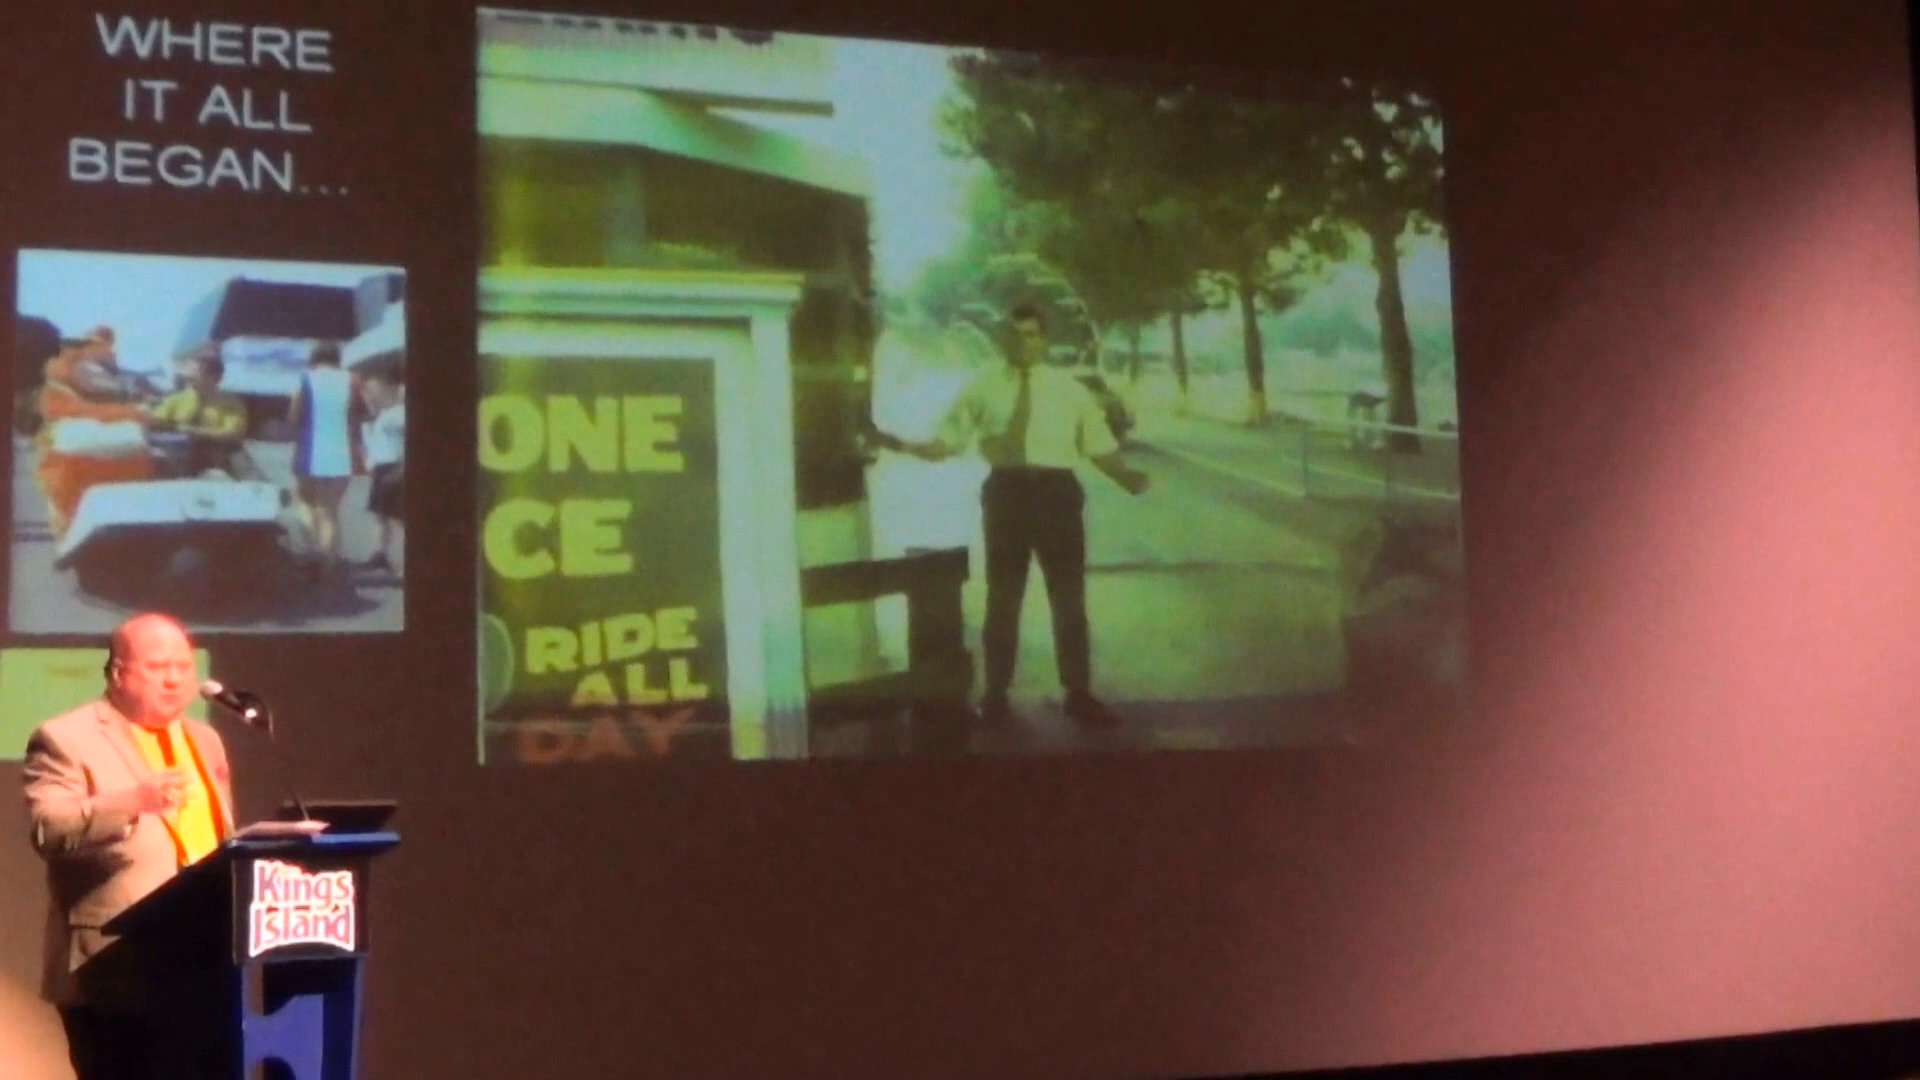 WHERE
IT ALL
BEGAN...
ONE
CE
RIDE
ALL
DAY
Kings
Island